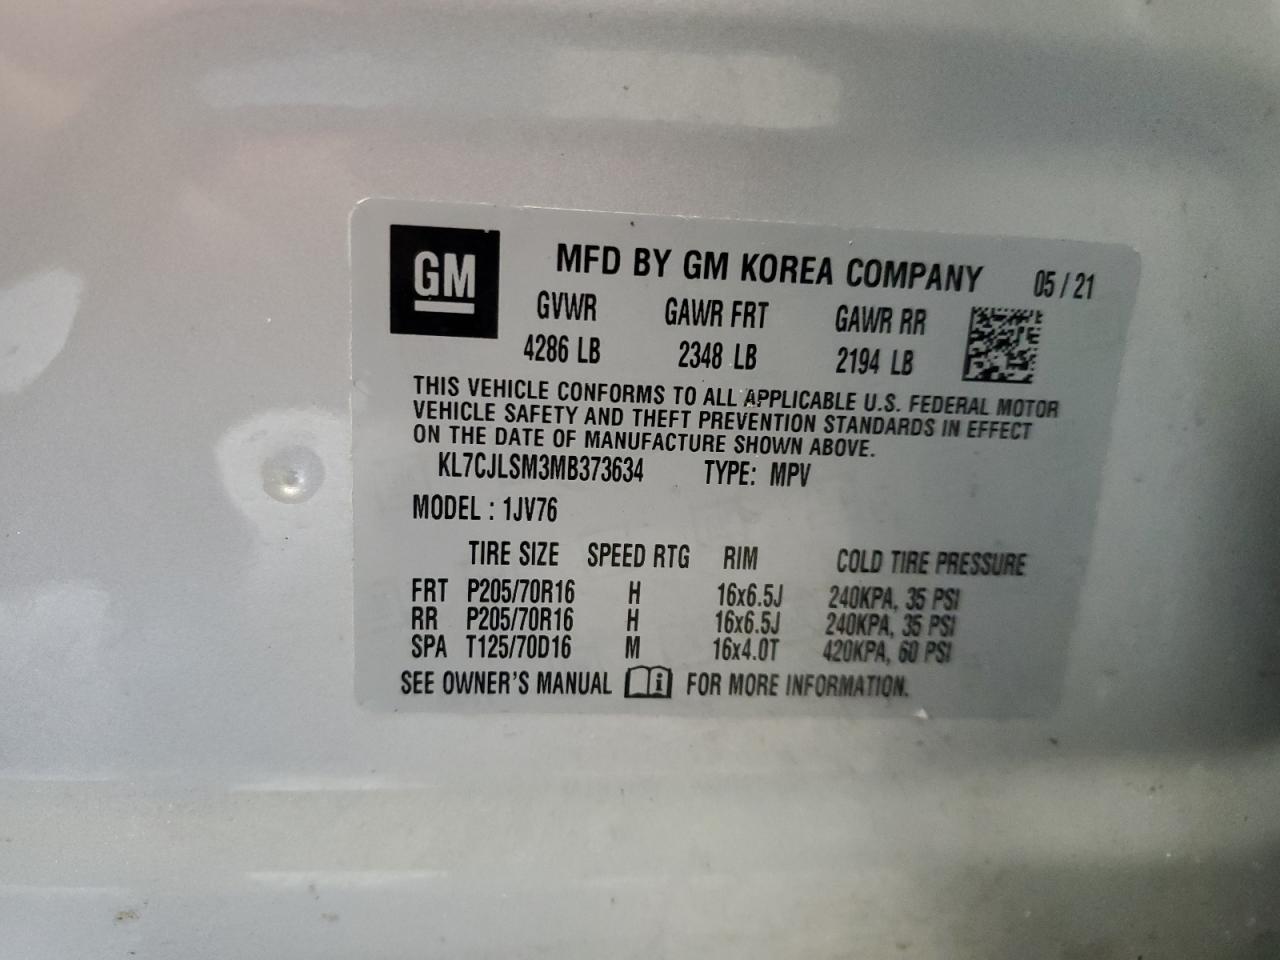 GM
MFD BY GM KOREA COMPANY 05 / 21
GVWR GAWR FRT GAWR RR
4286 LB 2348 LB 2194 LB
THIS VEHICLE CONFORMS TO ALL APPLICABLE U.S. FEDERAL MOTOR
VEHICLE SAFETY AND THEFT PREVENTION STANDARDS IN EFFECT
ON THE DATE OF MANUFACTURE SHOWN ABOVE.
KL7CJLSM3MB373634 TYPE: MPV
MODEL : 1JV76
TIRE SIZE SPEED RTG RIM COLD TIRE PRESSURE
FRT P205/70R16 H 16x6.5J 240KPA, 35 PSI
RR P205/70R16 H 16x6.5J 240KPA, 35 PSI
SPA T125/70D16 M 16x4.0T 420KPA, 60 PSI
SEE OWNER'S MANUAL i FOR MORE INFORMATION.